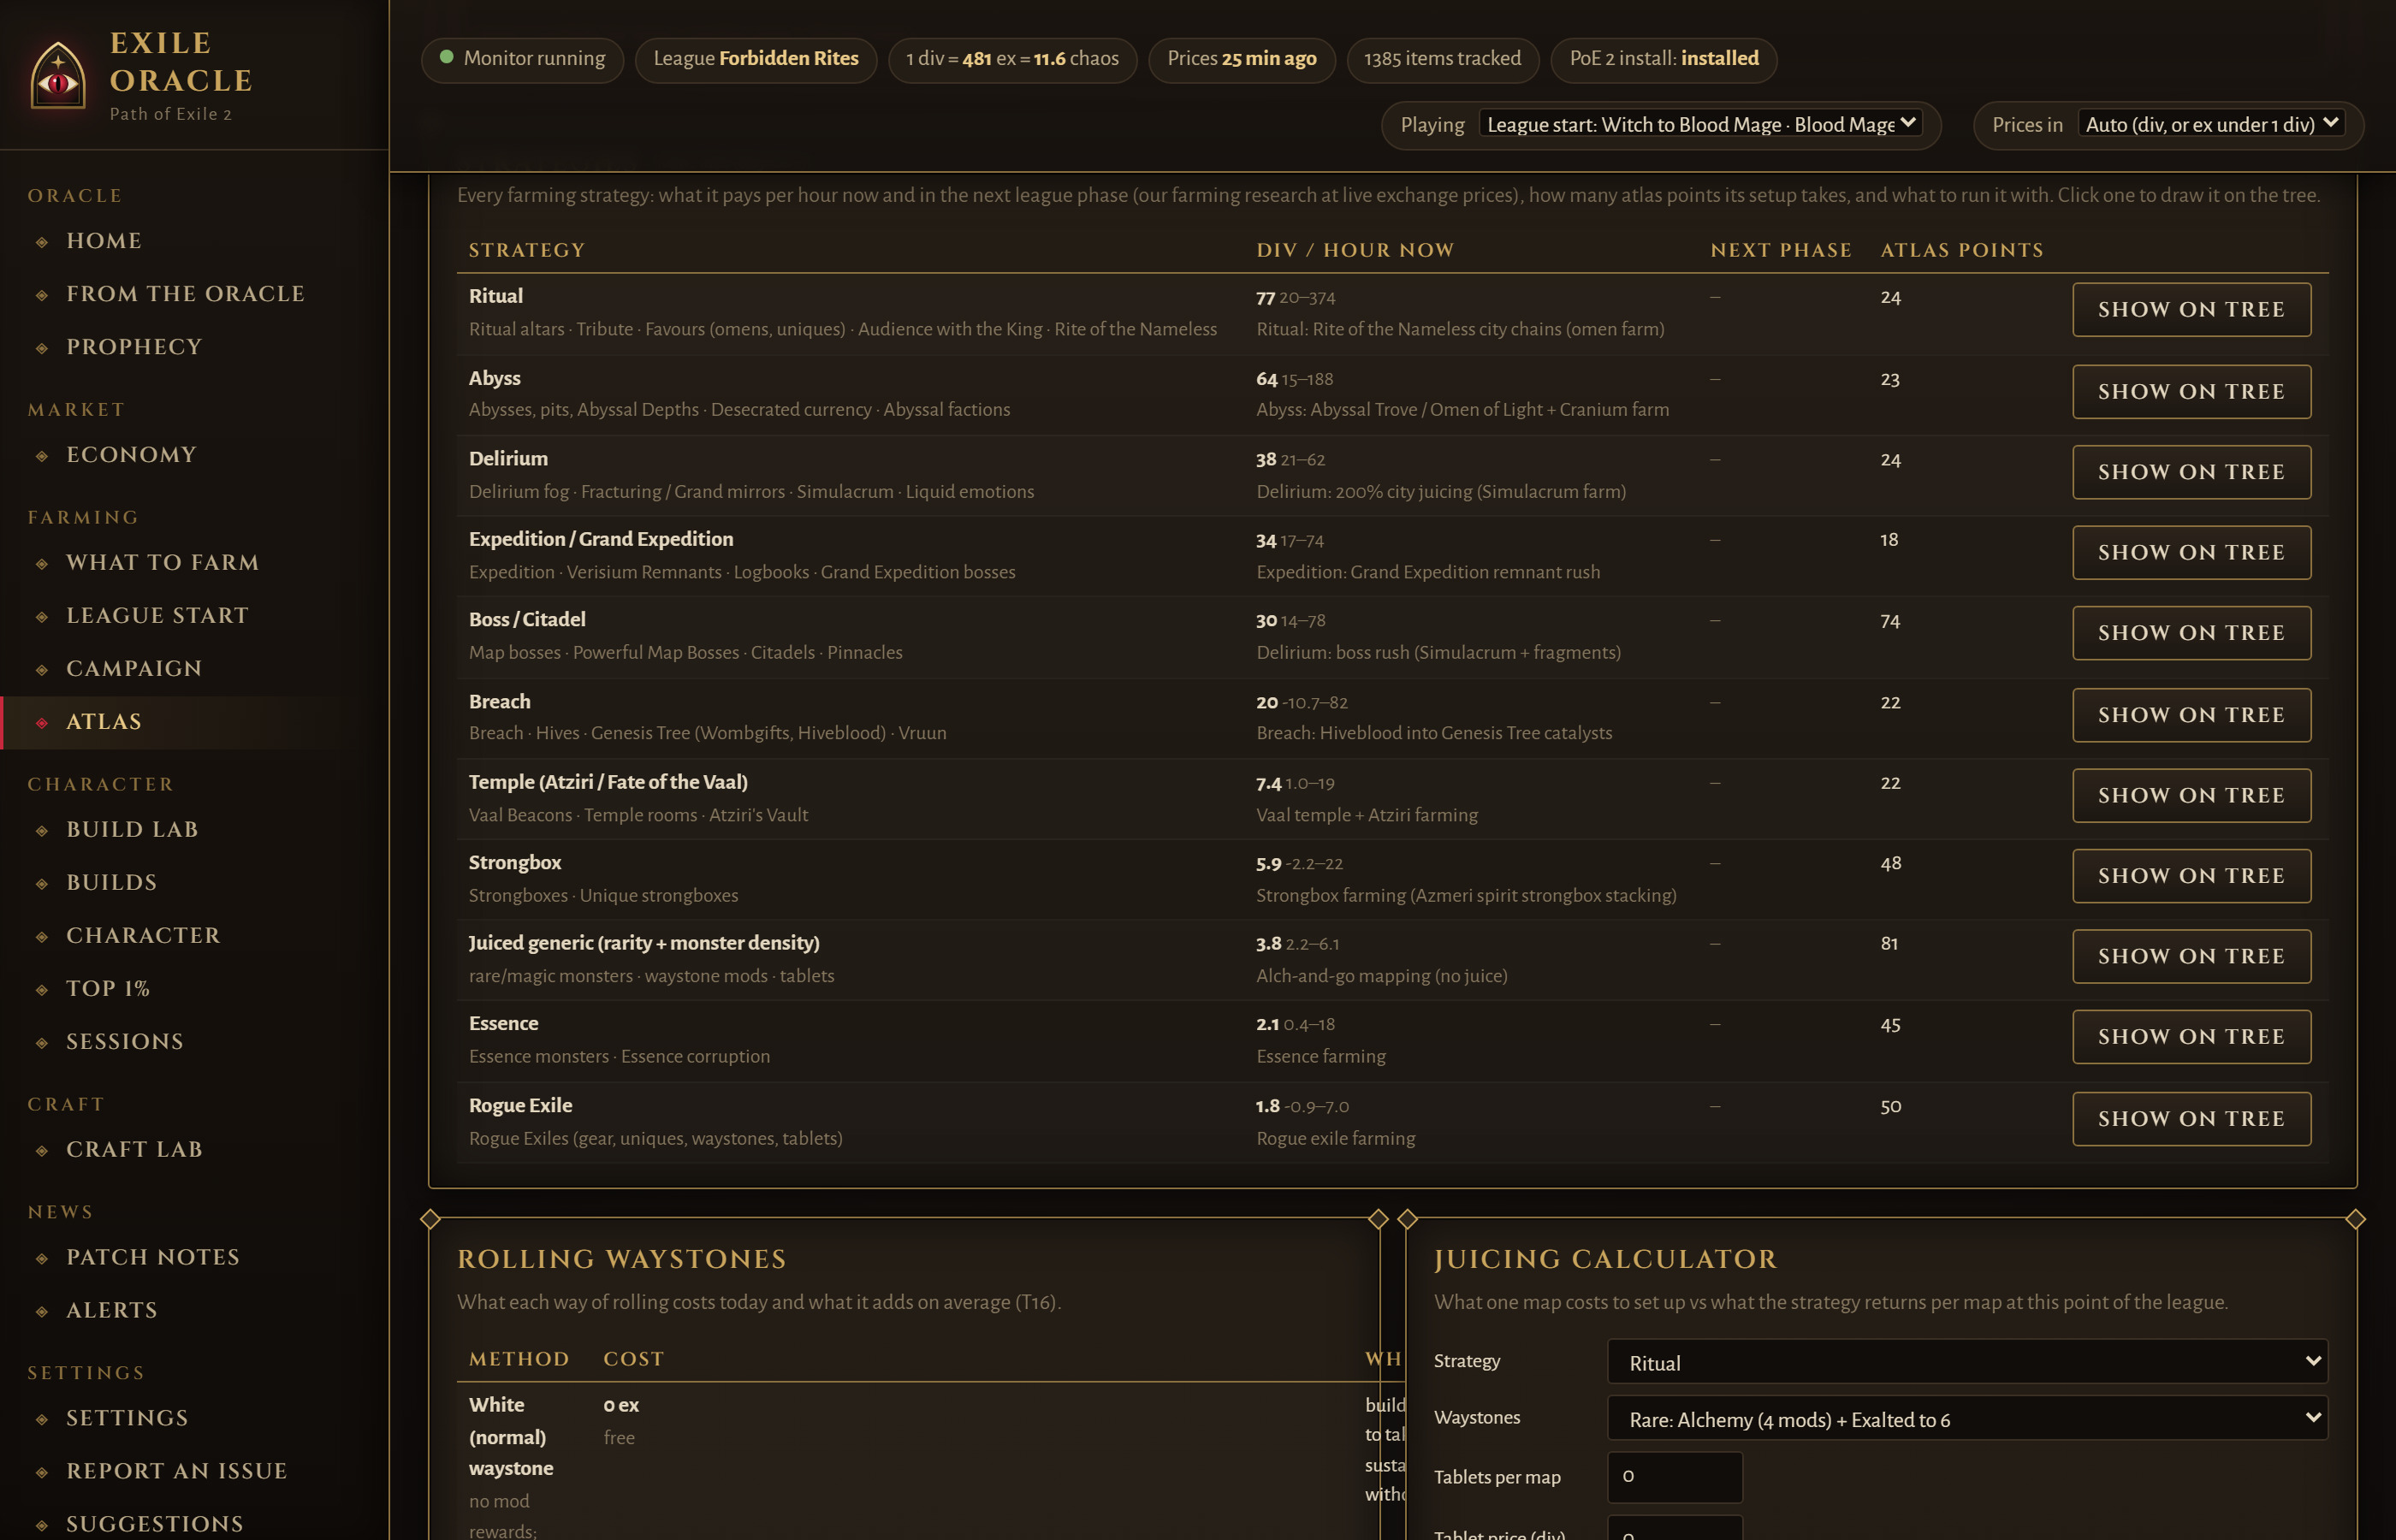 EXILE
ORACLE
Path of Exile 2
Monitor running
League Forbidden Rites
1 div = 481 ex = 11.6 chaos
Prices 25 min ago
1385 items tracked
PoE 2 install: installed
Playing
League start: Witch to Blood Mage · Blood Mage
Prices in
Auto (div, or ex under 1 div)
ORACLE
HOME
FROM THE ORACLE
PROPHECY
MARKET
ECONOMY
FARMING
WHAT TO FARM
LEAGUE START
CAMPAIGN
ATLAS
CHARACTER
BUILD LAB
BUILDS
CHARACTER
TOP 1%
SESSIONS
CRAFT
CRAFT LAB
NEWS
PATCH NOTES
ALERTS
SETTINGS
SETTINGS
REPORT AN ISSUE
SUGGESTIONS
Every farming strategy: what it pays per hour now and in the next league phase (our farming research at live exchange prices), how many atlas points its setup takes, and what to run it with. Click one to draw it on the tree.
STRATEGY DIV / HOUR NOW NEXT PHASE ATLAS POINTS
Ritual 77 20–374 – 24 SHOW ON TREE
Ritual altars · Tribute · Favours (omens, uniques) · Audience with the King · Rite of the Nameless Ritual: Rite of the Nameless city chains (omen farm)
Abyss 64 15–188 – 23 SHOW ON TREE
Abysses, pits, Abyssal Depths · Desecrated currency · Abyssal factions Abyss: Abyssal Trove / Omen of Light + Cranium farm
Delirium 38 21–62 – 24 SHOW ON TREE
Delirium fog · Fracturing / Grand mirrors · Simulacrum · Liquid emotions Delirium: 200% city juicing (Simulacrum farm)
Expedition / Grand Expedition 34 17–74 – 18 SHOW ON TREE
Expedition · Verisium Remnants · Logbooks · Grand Expedition bosses Expedition: Grand Expedition remnant rush
Boss / Citadel 30 14–78 – 74 SHOW ON TREE
Map bosses · Powerful Map Bosses · Citadels · Pinnacles Delirium: boss rush (Simulacrum + fragments)
Breach 20 -10.7–82 – 22 SHOW ON TREE
Breach · Hives · Genesis Tree (Wombgifts, Hiveblood) · Vruun Breach: Hiveblood into Genesis Tree catalysts
Temple (Atziri / Fate of the Vaal) 7.4 1.0–19 – 22 SHOW ON TREE
Vaal Beacons · Temple rooms · Atziri's Vault Vaal temple + Atziri farming
Strongbox 5.9 -2.2–22 – 48 SHOW ON TREE
Strongboxes · Unique strongboxes Strongbox farming (Azmeri spirit strongbox stacking)
Juiced generic (rarity + monster density) 3.8 2.2–6.1 – 81 SHOW ON TREE
rare/magic monsters · waystone mods · tablets Alch-and-go mapping (no juice)
Essence 2.1 0.4–18 – 45 SHOW ON TREE
Essence monsters · Essence corruption Essence farming
Rogue Exile 1.8 -0.9–7.0 – 50 SHOW ON TREE
Rogue Exiles (gear, uniques, waystones, tablets) Rogue exile farming
ROLLING WAYSTONES
What each way of rolling costs today and what it adds on average (T16).
METHOD COST WH
White 0 ex build
(normal) free to tal
waystone susta
no mod witho
rewards;
JUICING CALCULATOR
What one map costs to set up vs what the strategy returns per map at this point of the league.
Strategy Ritual
Waystones Rare: Alchemy (4 mods) + Exalted to 6
Tablets per map 0
Tablet price (div) 0